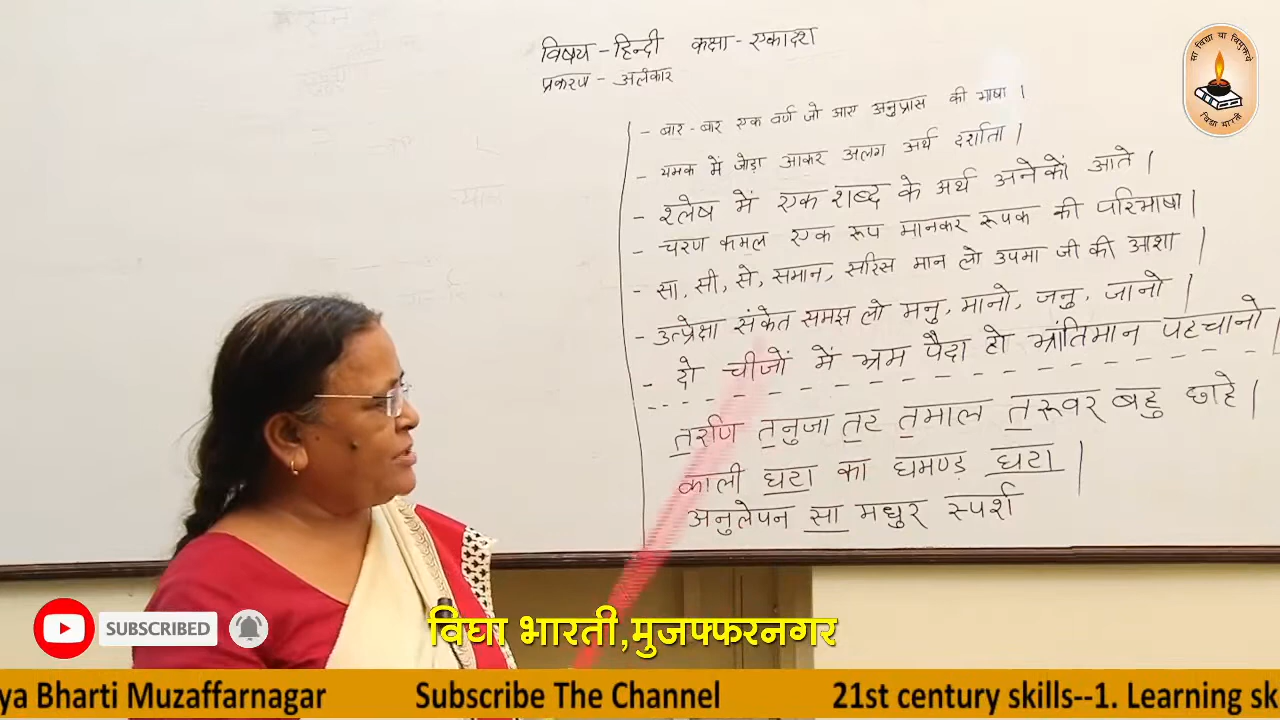 विषय - हिन्दी कक्षा - एकादश
प्रकरण - अलंकार
सा विद्या या विमुक्तये
विद्या भारती
- बार-बार एक वर्ण जो आए अनुप्रास की भाषा ।
- यमक में जोड़ा आकर अलग अर्थ दर्शाता ।
- श्लेष में एक शब्द के अर्थ अनेकों आते ।
- चरण कमल एक रूप मानकर रूपक की परिभाषा ।
- सा, सी, से, समान, सरिस मान लो उपमा जी की आशा ।
- उत्प्रेक्षा संकेत समझ लो मनु, मानो, जनु, जानो ।
- दो चीजों में भ्रम पैदा हो भ्रांतिमान पहचानो
तरणि तनुजा तट तमाल तरूवर बहु छाहे ।
काली घटा का घमण्ड़ घटा ।
अनुलेपन सा मधुर स्पर्श
SUBSCRIBED
विघा भारती,मुजफ्फरनगर
ya Bharti Muzaffarnagar Subscribe The Channel 21st century skills--1. Learning sk